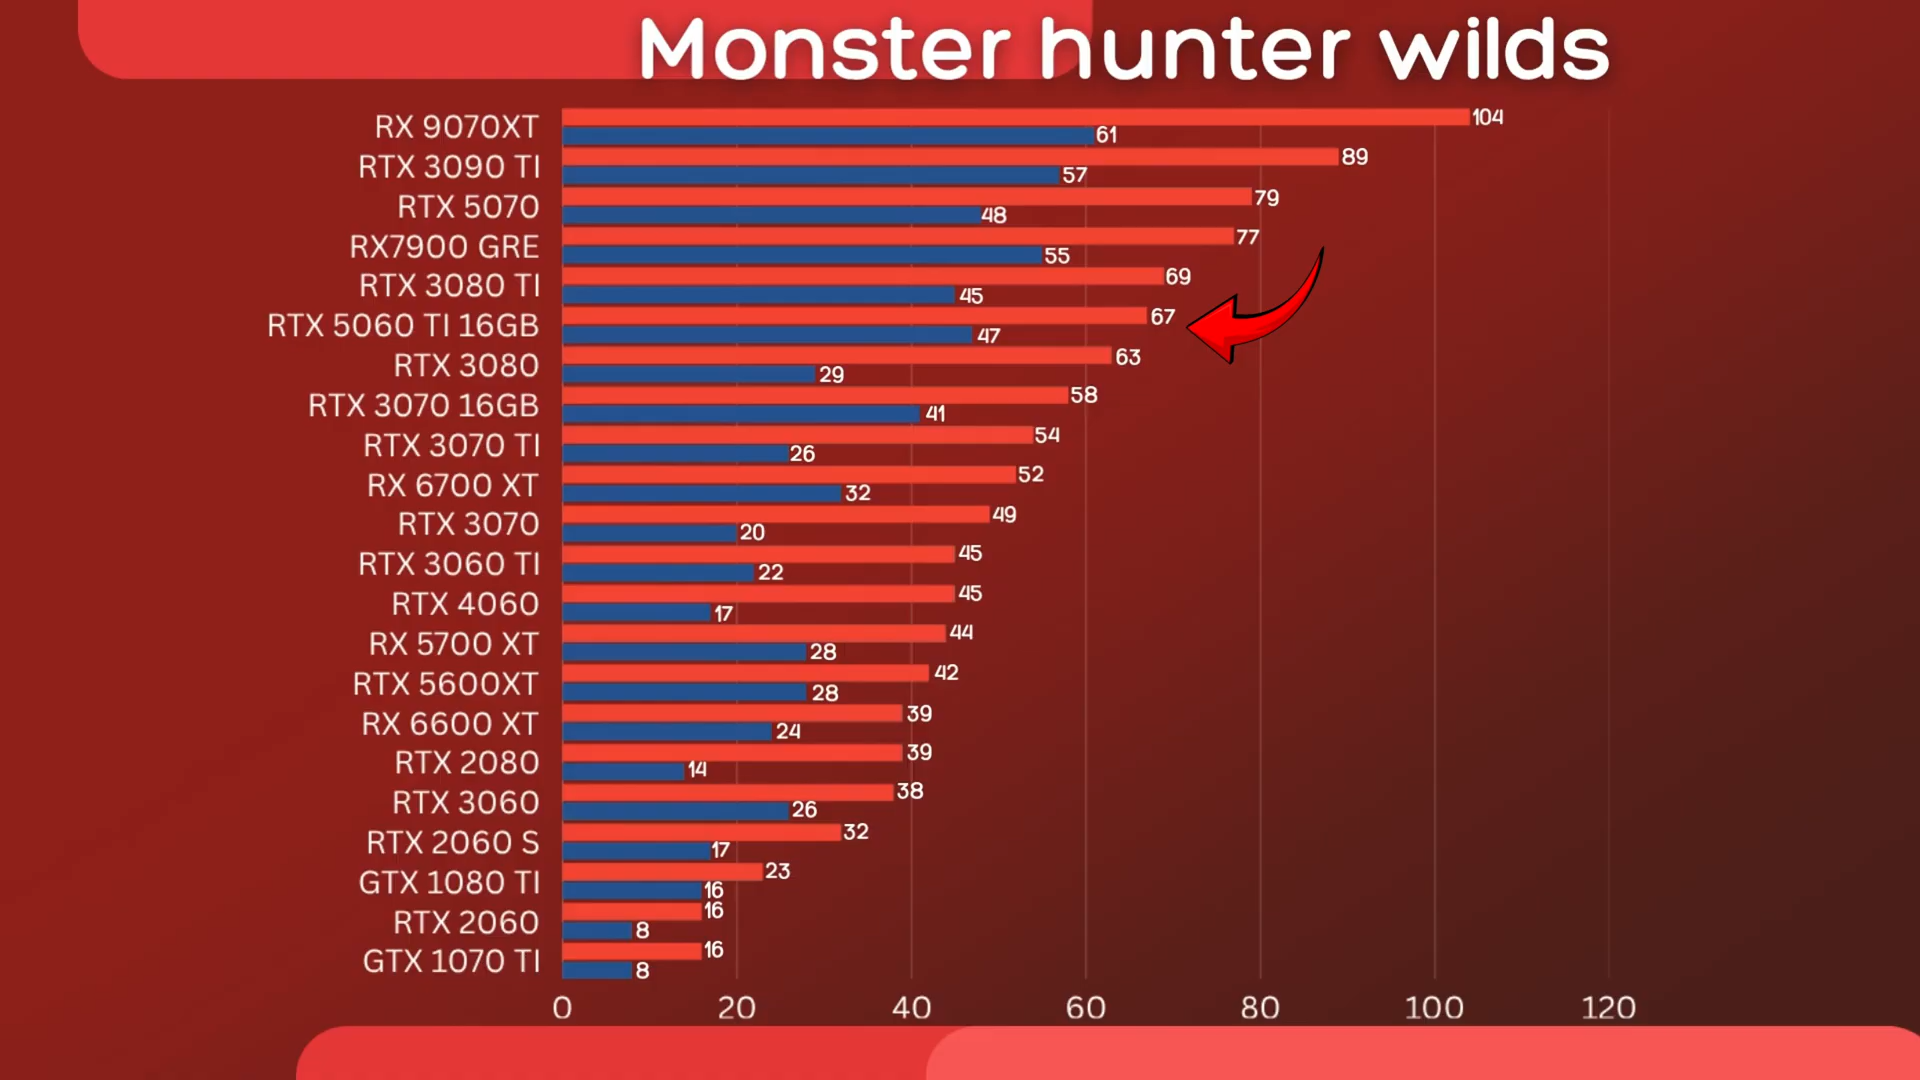 Monster hunter wilds
RX 9070XT 104
61
RTX 3090 TI 89
57
RTX 5070 79
48
RX7900 GRE 77
55
RTX 3080 TI 69
45
RTX 5060 TI 16GB 67
47
RTX 3080 63
29
RTX 3070 16GB 58
41
RTX 3070 TI 54
26
RX 6700 XT 52
32
RTX 3070 49
20
RTX 3060 TI 45
22
RTX 4060 45
17
RX 5700 XT 44
28
RTX 5600XT 42
28
RX 6600 XT 39
24
RTX 2080 39
14
RTX 3060 38
26
RTX 2060 S 32
17
GTX 1080 TI 23
16
RTX 2060 16
8
GTX 1070 TI 16
8
0 20 40 60 80 100 120